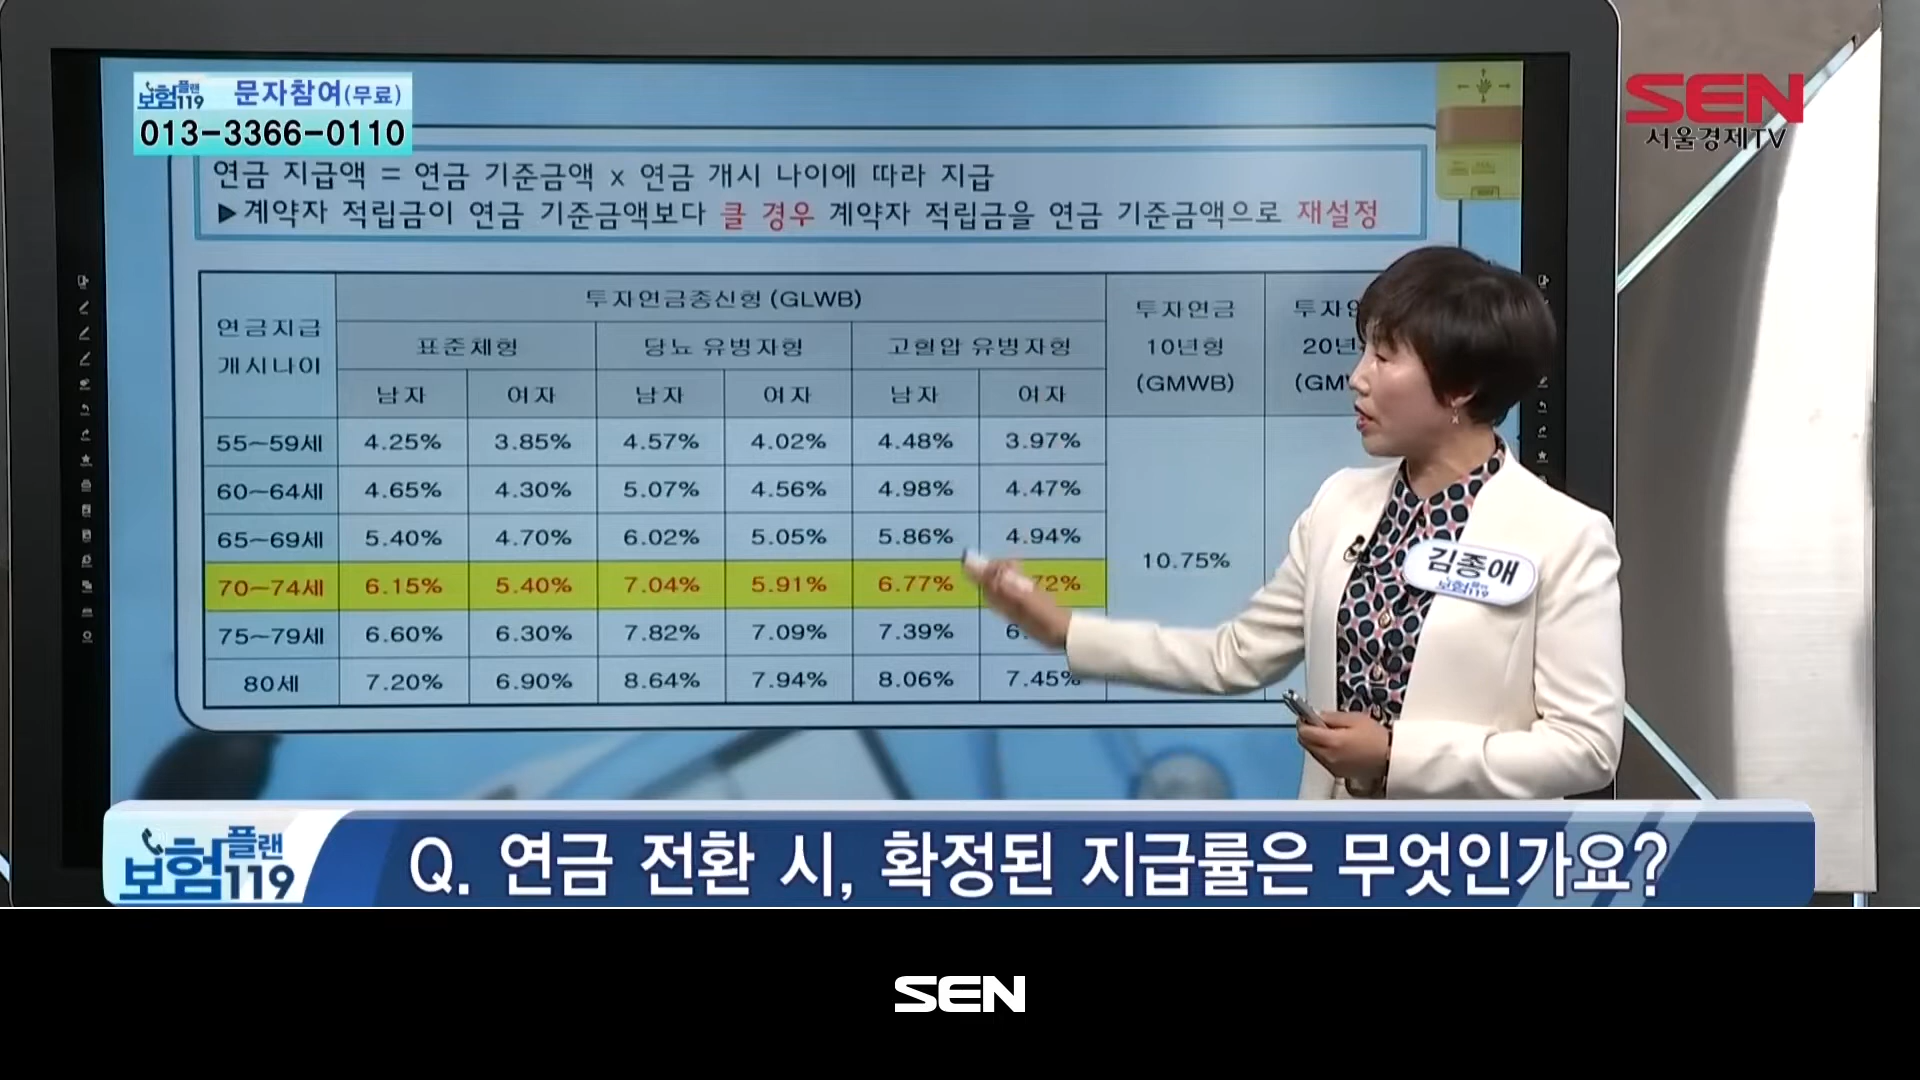 보험플랜119 문자참여(무료)
013-3366-0110
SEN
서울경제TV
연금 지급액 = 연금 기준금액 x 연금 개시 나이에 따라 지급
▶계약자 적립금이 연금 기준금액보다 클 경우 계약자 적립금을 연금 기준금액으로 재설정
연금지급
개시나이
투자연금종신형 (GLWB)
표준체형 당뇨 유병자형 고혈압 유병자형
남자 여자 남자 여자 남자 여자
투자연금
10년형
(GMWB)
20년
55~59세 4.25% 3.85% 4.57% 4.02% 4.48% 3.97%
60~64세 4.65% 4.30% 5.07% 4.56% 4.98% 4.47%
65~69세 5.40% 4.70% 6.02% 5.05% 5.86% 4.94%
70~74세 6.15% 5.40% 7.04% 5.91% 6.77%
75~79세 6.60% 6.30% 7.82% 7.09% 7.39%
80세 7.20% 6.90% 8.64% 7.94% 8.06% 7.45%
10.75%
김종애
보험플랜119
보험플랜119
Q. 연금 전환 시, 확정된 지급률은 무엇인가요?
SEN